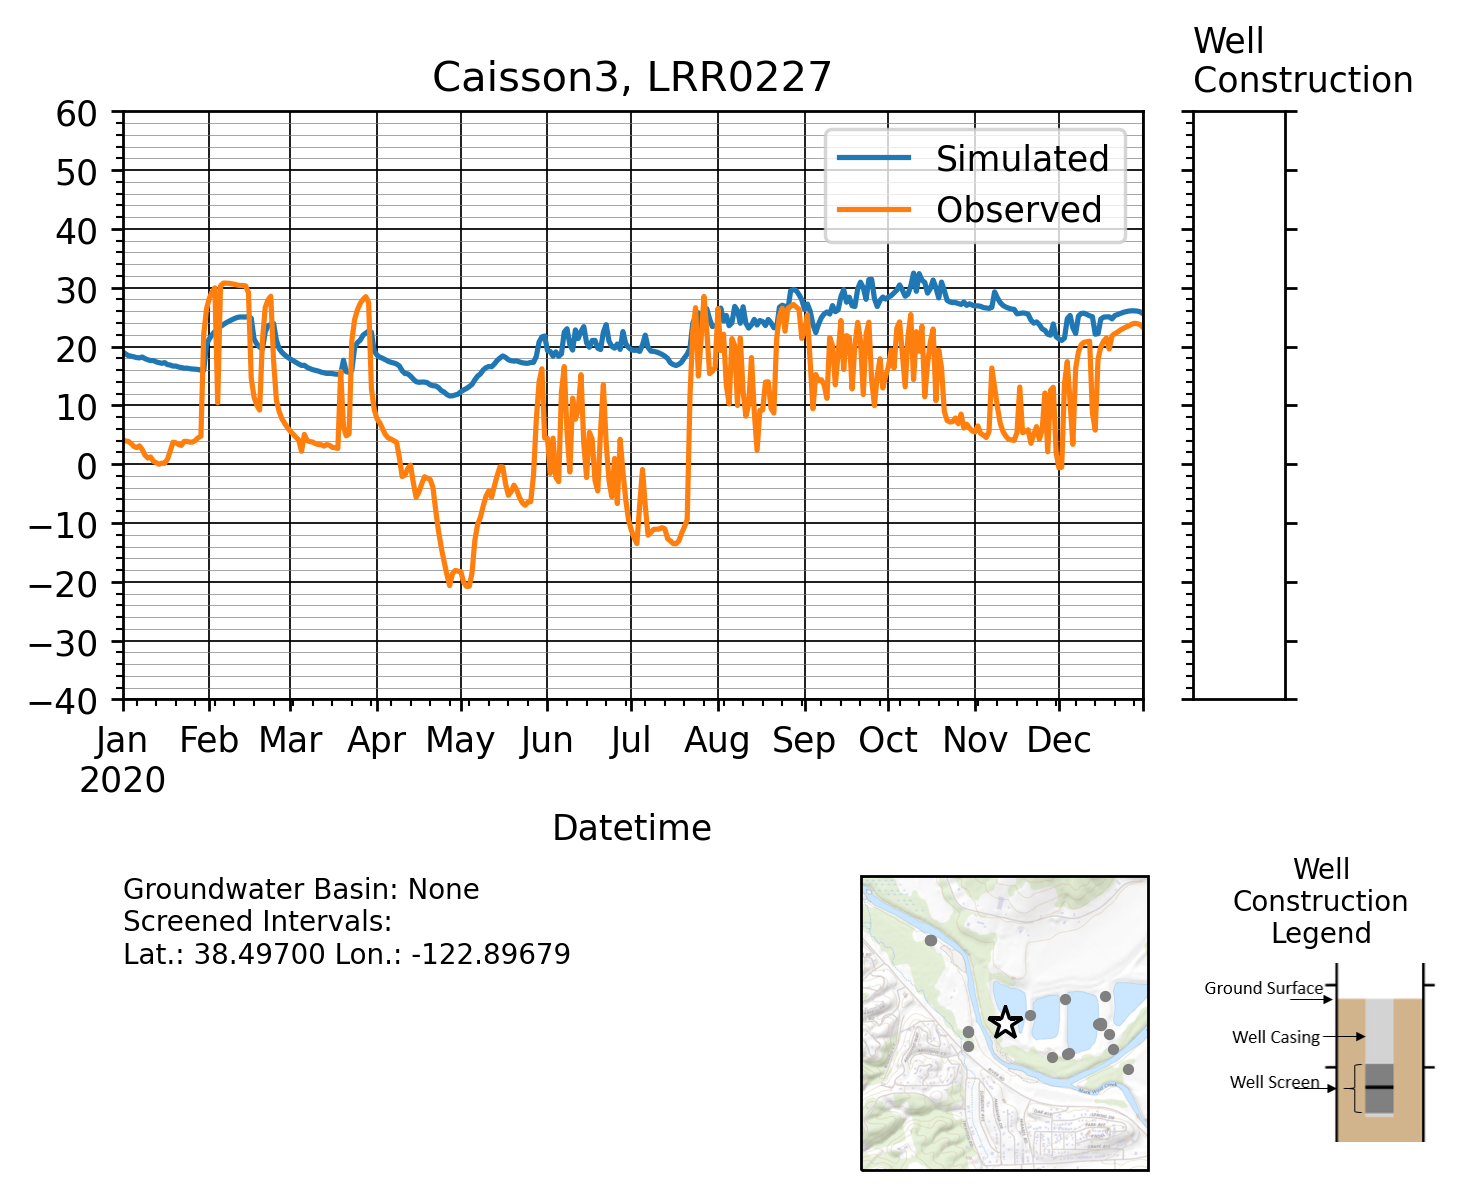 Well
Construction
Caisson3, LRR0227
60
50
40
30
20
10
0
−10
−20
−30
−40
Simulated
Observed
Jan Feb Mar Apr May Jun Jul Aug Sep Oct Nov Dec
2020
Datetime
Groundwater Basin: None
Screened Intervals:
Lat.: 38.49700 Lon.: -122.89679
Well
Construction
Legend
Ground Surface
Well Casing
Well Screen